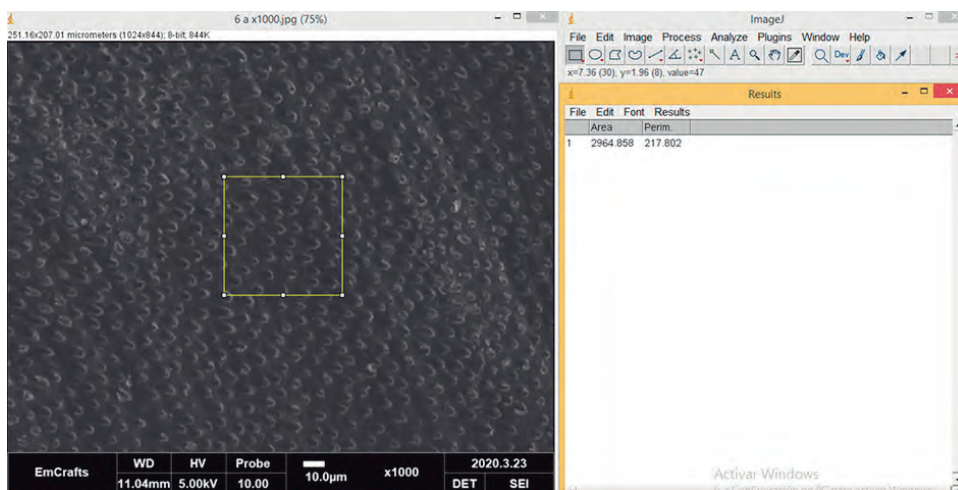 6 a x1000.jpg (75%)
251.16x207.01 micrometers (1024x844); 8-bit; 844K
EmCrafts
WD HV Probe
11.04mm 5.00kV 10.00
10.0µm
x1000
2020.3.23
DET SEI
ImageJ
File Edit Image Process Analyze Plugins Window Help
A Dev
x=7.36 (30), y=1.96 (8), value=47
Results
File Edit Font Results
Area Perim.
1 2964.858 217.802
Activar Windows